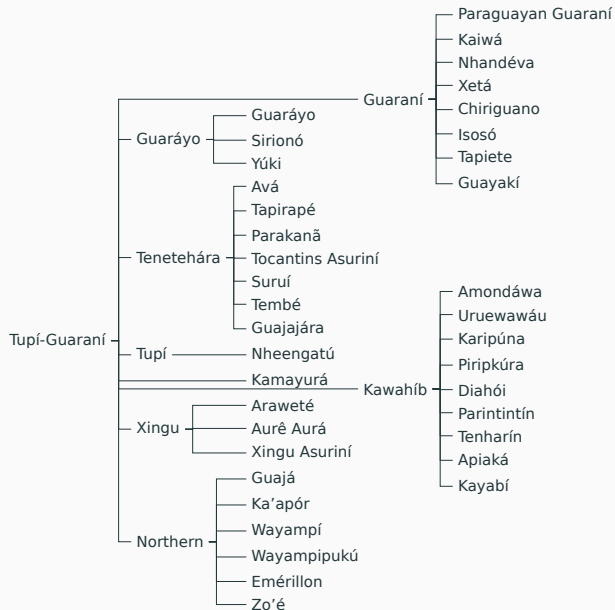 Tupí-Guaraní
Guaraní
Paraguayan Guaraní
Kaiwá
Nhandéva
Xetá
Chiriguano
Isosó
Tapiete
Guayakí
Guaráyo
Guaráyo
Sirionó
Yúki
Tenetehára
Avá
Tapirapé
Parakanã
Tocantins Asuriní
Suruí
Tembé
Guajajára
Tupí
Nheengatú
Kamayurá
Kawahíb
Amondáwa
Uruewawáu
Karipúna
Piripkúra
Diahói
Parintintín
Tenharín
Apiaká
Kayabí
Xingu
Araweté
Aurê Aurá
Xingu Asuriní
Northern
Guajá
Ka’apór
Wayampí
Wayampipukú
Emérillon
Zo’é